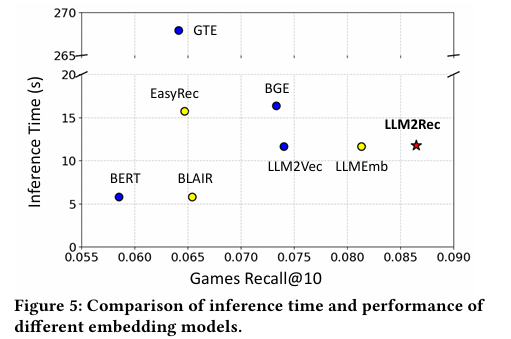 270
GTE
265
20
EasyRec
BGE
15
LLM2Rec
10
LLM2Vec
LLMEmb
BERT
BLAIR
5
0
0.055
0.060
0.065
0.070
0.075
0.080
0.085
0.090
Inference Time (s)
Games Recall@10
Figure 5: Comparison of inference time and performance of
different embedding models.